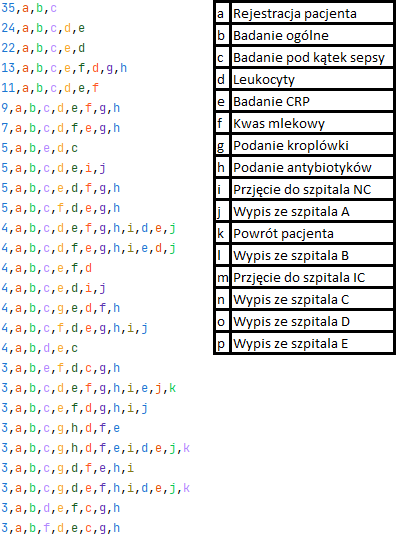 35,a,b,c
24,a,b,c,d,e
22,a,b,c,e,d
13,a,b,c,e,f,d,g,h
11,a,b,c,d,e,f
9,a,b,c,d,e,f,g,h
7,a,b,c,d,f,e,g,h
5,a,b,e,d,c
5,a,b,c,d,e,i,j
5,a,b,c,e,d,f,g,h
5,a,b,c,f,d,e,g,h
4,a,b,c,d,e,f,g,h,i,d,e,j
4,a,b,c,d,f,e,g,h,i,e,d,j
4,a,b,c,e,f,d
4,a,b,c,e,d,i,j
4,a,b,c,g,e,d,f,h
4,a,b,c,f,d,e,g,h,i,j
4,a,b,d,e,c
3,a,b,e,f,d,c,g,h
3,a,b,c,d,e,f,g,h,i,e,j,k
3,a,b,c,e,f,d,g,h,i,j
3,a,b,c,g,h,d,f,e
3,a,b,c,g,h,d,f,e,i,d,e,j,k
3,a,b,c,g,d,f,e,h,i
3,a,b,c,g,d,e,f,h,i,d,e,j,k
3,a,b,d,e,f,c,g,h
3,a,b,f,d,e,c,g,h
a Rejestracja pacjenta
b Badanie ogólne
c Badanie pod kątek sepsy
d Leukocyty
e Badanie CRP
f Kwas mlekowy
g Podanie kroplówki
h Podanie antybiotyków
i Przjęcie do szpitala NC
j Wypis ze szpitala A
k Powrót pacjenta
l Wypis ze szpitala B
m Przjęcie do szpitala IC
n Wypis ze szpitala C
o Wypis ze szpitala D
p Wypis ze szpitala E